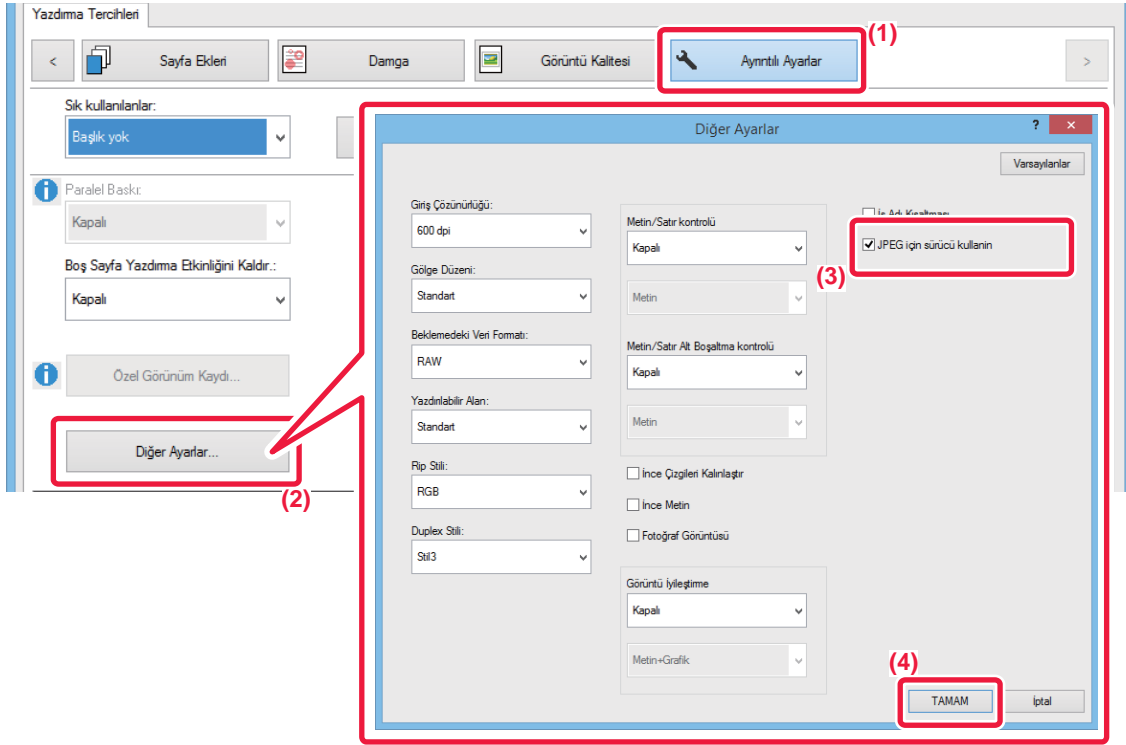 Yazdırma Tercihleri
(1)
<
Sayfa Ekleri
Damga
Görüntü Kalitesi
Ayrıntılı Ayarlar
>
Sık kullanılanlar:
Başlık yok
Paralel Baskı:
Kapalı
Boş Sayfa Yazdırma Etkinliğini Kaldır.:
Kapalı
Özel Görünüm Kaydı...
Diğer Ayarlar...
(2)
Diğer Ayarlar
?
×
Varsayılanlar
Giriş Çözünürlüğü:
600 dpi
Gölge Düzeni:
Standart
Beklemedeki Veri Formatı:
RAW
Yazdırılabilir Alan:
Standart
Rip Stili:
RGB
Duplex Stili:
Stil3
Metin/Satır kontrolü
Kapalı
Metin
Metin/Satır Alt Boşaltma kontrolü
Kapalı
Metin
İnce Çizgileri Kalınlaştır
İnce Metin
Fotoğraf Görüntüsü
Görüntü İyileştirme
Kapalı
Metin+Grafik
İş Adı Kısaltması
JPEG için sürücü kullanin
(3)
(4)
TAMAM
İptal